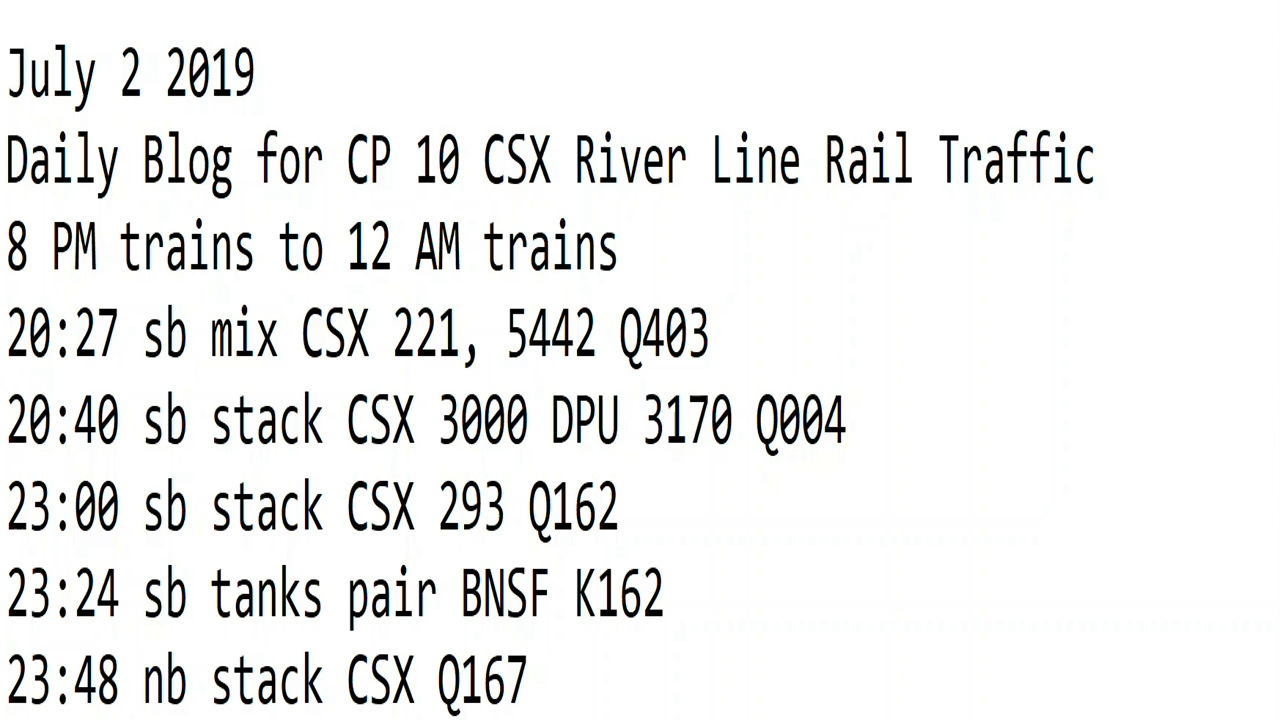 July 2 2019
Daily Blog for CP 10 CSX River Line Rail Traffic
8 PM trains to 12 AM trains
20:27 sb mix CSX 221, 5442 Q403
20:40 sb stack CSX 3000 DPU 3170 Q004
23:00 sb stack CSX 293 Q162
23:24 sb tanks pair BNSF K162
23:48 nb stack CSX Q167